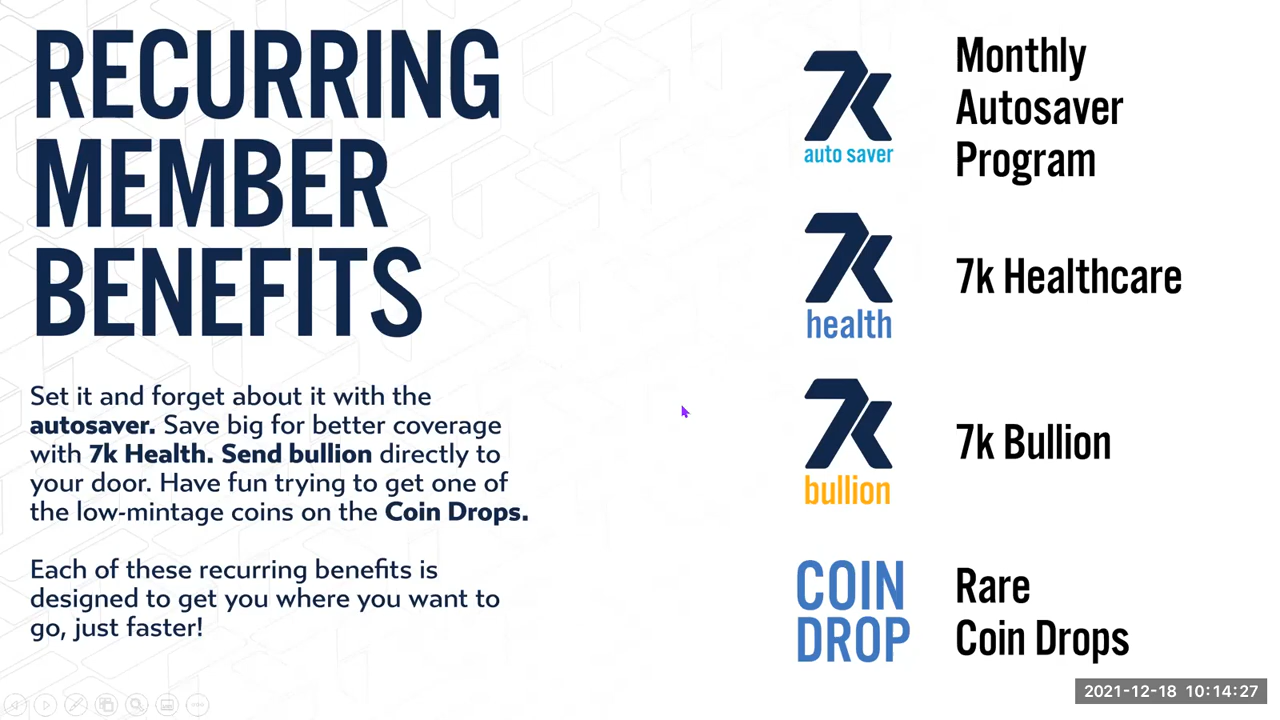 RECURRING
MEMBER
BENEFITS
Set it and forget about it with the
autosaver. Save big for better coverage
with 7k Health. Send bullion directly to
your door. Have fun trying to get one of
the low-mintage coins on the Coin Drops.
Each of these recurring benefits is
designed to get you where you want to
go, just faster!
7k
auto saver
Monthly
Autosaver
Program
7k
health
7k Healthcare
7k
bullion
7k Bullion
COIN
DROP
Rare
Coin Drops
2021-12-18 10:14:27